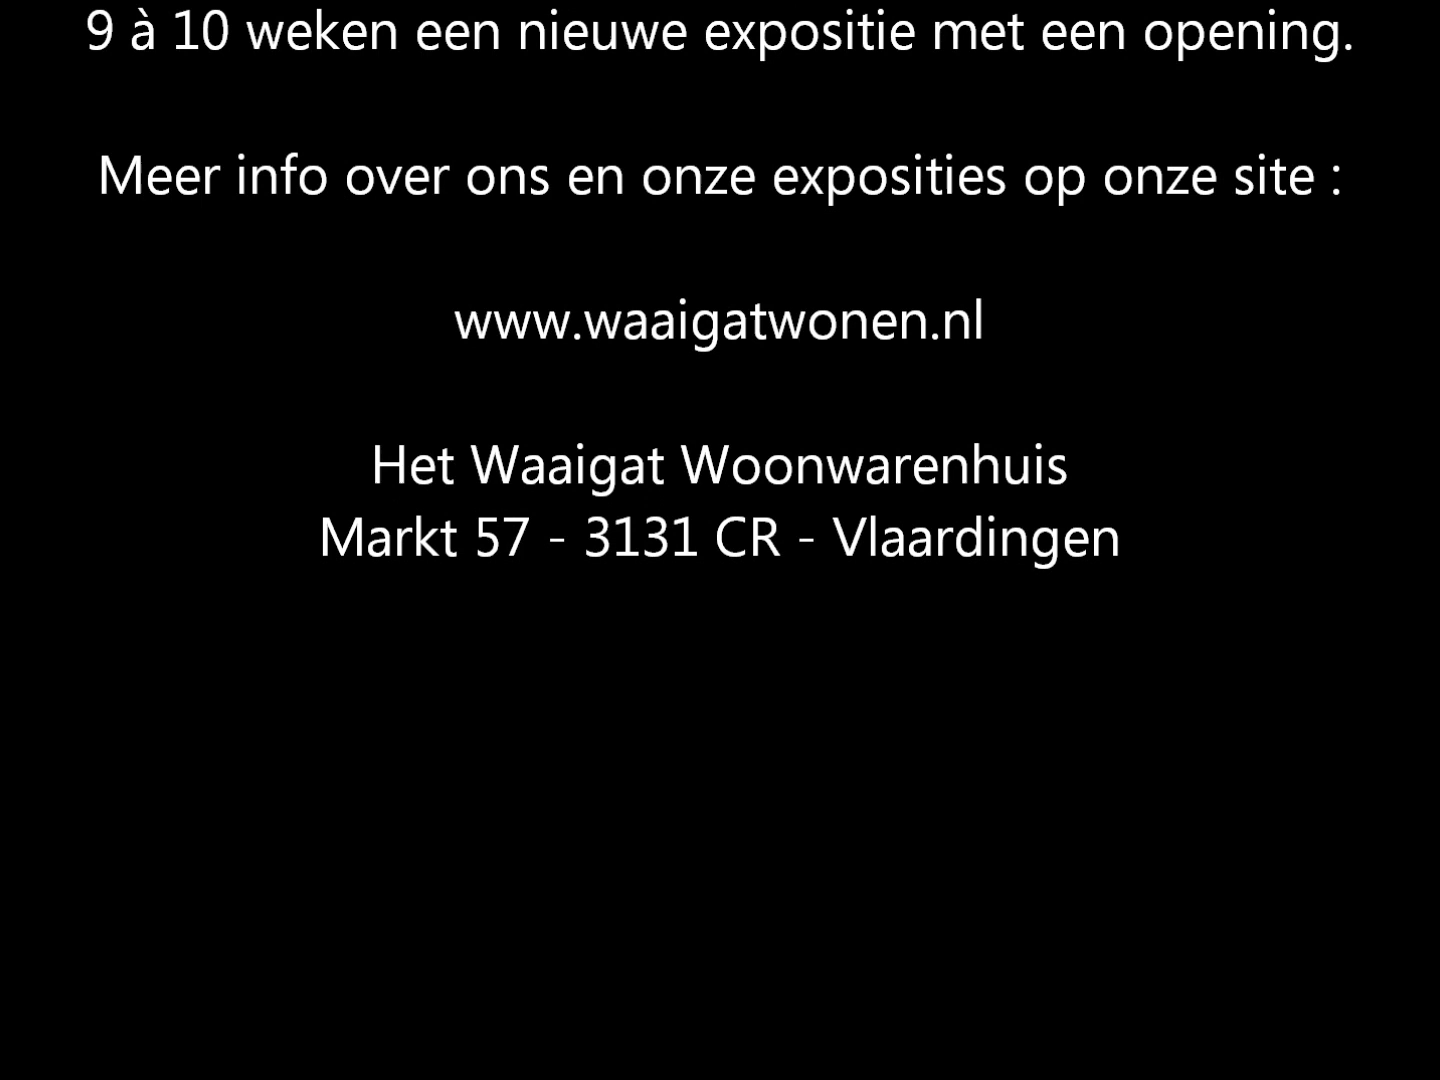 9 à 10 weken een nieuwe expositie met een opening.
Meer info over ons en onze exposities op onze site :
www.waaigatwonen.nl
Het Waaigat Woonwarenhuis
Markt 57 - 3131 CR - Vlaardingen